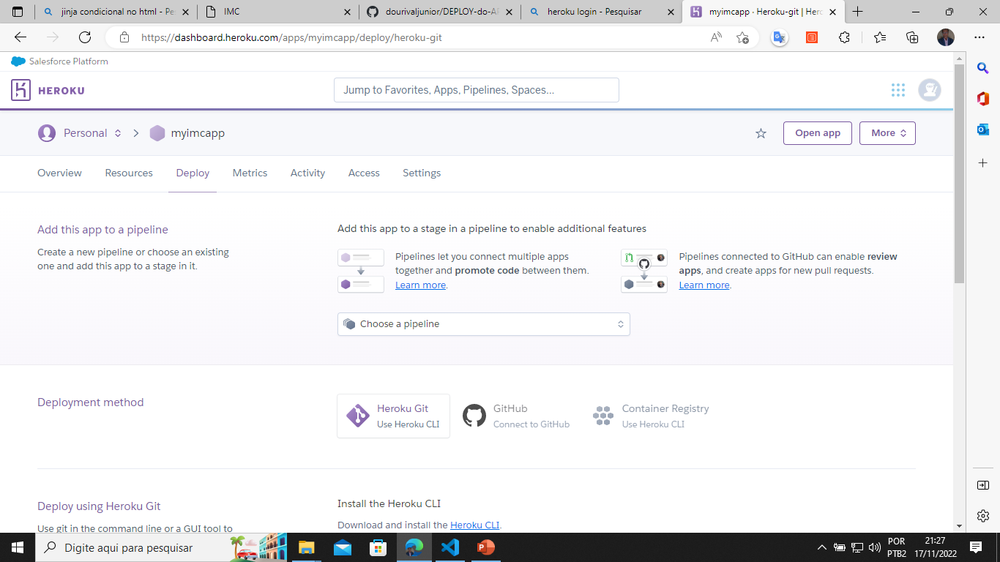 jinja condicional no html - Pe
IMC
dourivaljunior/DEPLOY-do-AP
heroku login - Pesquisar
myimcapp · Heroku-git | Hero
https://dashboard.heroku.com/apps/myimcapp/deploy/heroku-git
Salesforce Platform
HEROKU
Jump to Favorites, Apps, Pipelines, Spaces...
Personal
myimcapp
Open app
More
Overview
Resources
Deploy
Metrics
Activity
Access
Settings
Add this app to a pipeline
Create a new pipeline or choose an existing
one and add this app to a stage in it.
Add this app to a stage in a pipeline to enable additional features
Pipelines let you connect multiple apps
together and promote code between them.
Learn more.
Pipelines connected to GitHub can enable review
apps, and create apps for new pull requests.
Learn more.
Choose a pipeline
Deployment method
Heroku Git
Use Heroku CLI
GitHub
Connect to GitHub
Container Registry
Use Heroku CLI
Deploy using Heroku Git
Use git in the command line or a GUI tool to
Install the Heroku CLI
Download and install the Heroku CLI.
Digite aqui para pesquisar
POR
PTB2
21:27
17/11/2022